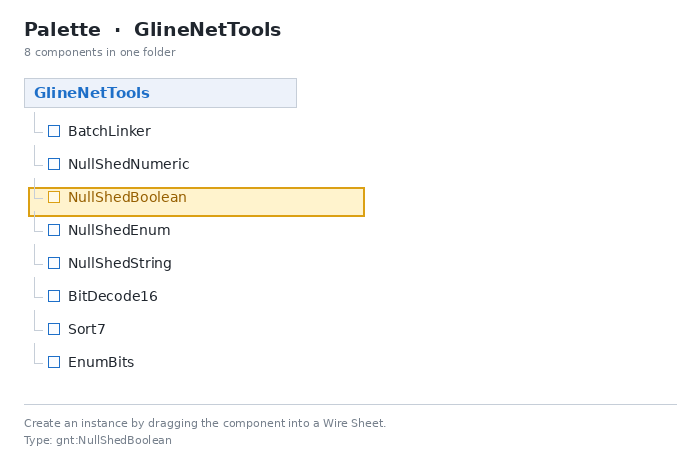 Palette · GlineNetTools
8 components in one folder
GlineNetTools
BatchLinker
NullShedNumeric
NullShedBoolean
NullShedEnum
NullShedString
BitDecode16
Sort7
EnumBits
Create an instance by dragging the component into a Wire Sheet.
Type: gnt:NullShedBoolean